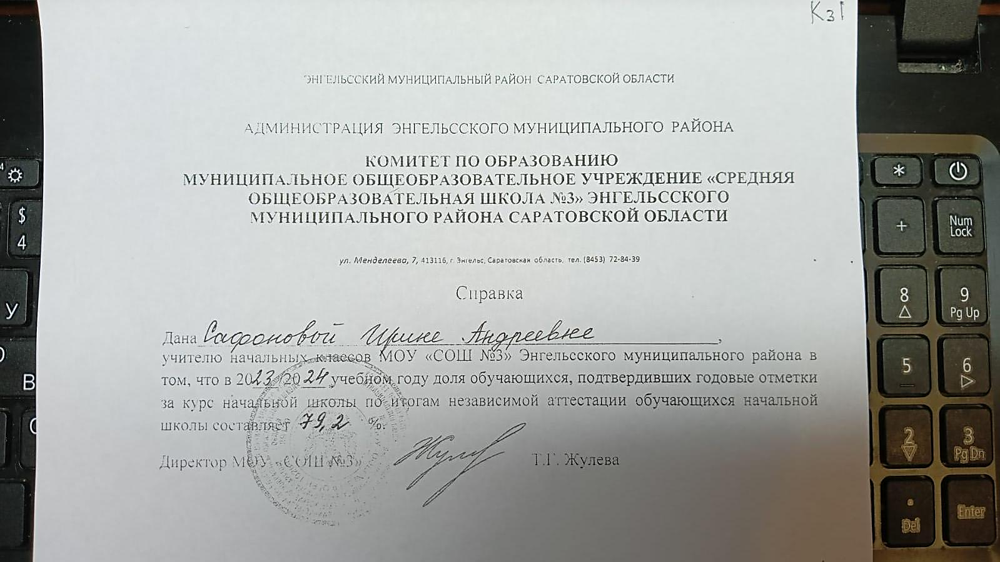 Кз1
ЭНГЕЛЬССКИЙ МУНИЦИПАЛЬНЫЙ РАЙОН САРАТОВСКОЙ ОБЛАСТИ
АДМИНИСТРАЦИЯ ЭНГЕЛЬССКОГО МУНИЦИПАЛЬНОГО РАЙОНА
КОМИТЕТ ПО ОБРАЗОВАНИЮ
МУНИЦИПАЛЬНОЕ ОБЩЕОБРАЗОВАТЕЛЬНОЕ УЧРЕЖДЕНИЕ «СРЕДНЯЯ
ОБЩЕОБРАЗОВАТЕЛЬНАЯ ШКОЛА №3» ЭНГЕЛЬССКОГО
МУНИЦИПАЛЬНОГО РАЙОНА САРАТОВСКОЙ ОБЛАСТИ
ул. Менделеева, 7, 413116, г. Энгельс, Саратовская область, тел. (8453) 72-84-39
Справка
Дана Сафоновой Ирине Андреевне,
учителю начальных классов МОУ «СОШ №3» Энгельсского муниципального района в
том, что в 2023/2024 учебном году доля обучающихся, подтвердивших годовые отметки
за курс начальной школы по итогам независимой аттестации обучающихся начальной
школы составляет 79,2 %.
Директор МОУ «СОШ №3» Т.Г. Жулева
$
4
У
В
*
+
Num
Lock
8
9
Pg Up
5
6
2
3
Pg Dn
.
Del
Enter